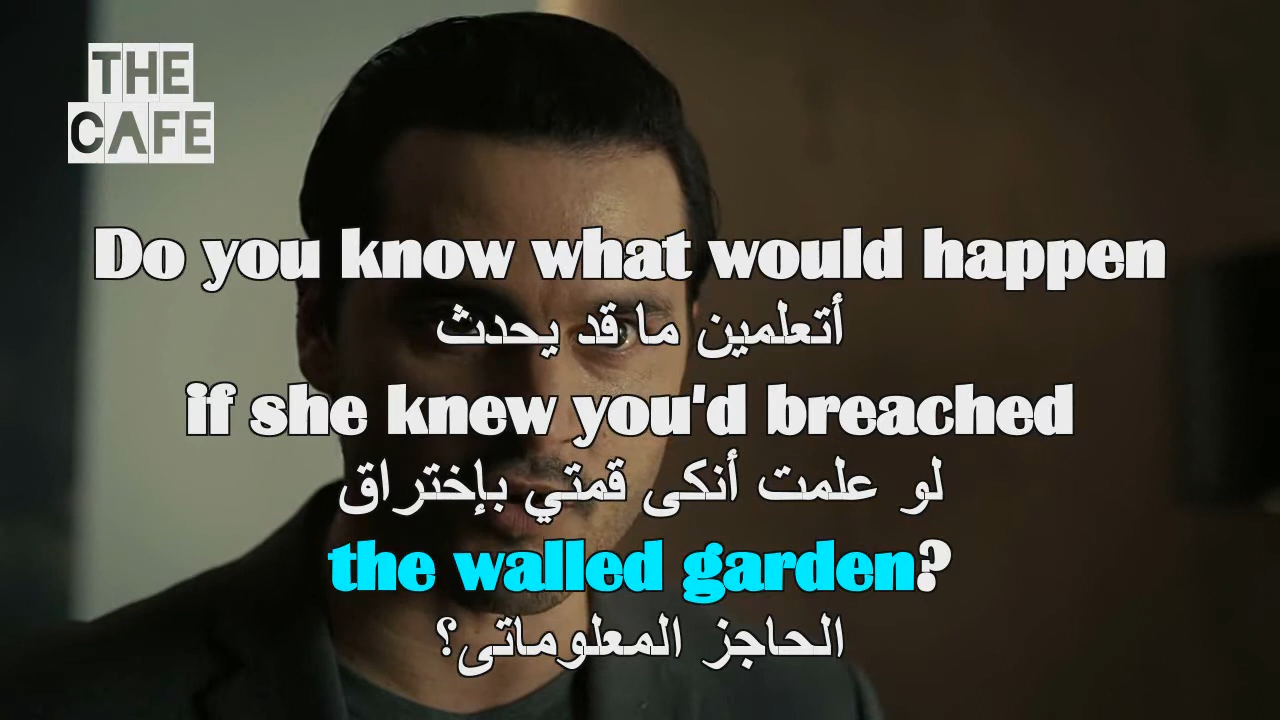 THE
CAFE
Do you know what would happen
أتعلمين ما قد يحدث
if she knew you'd breached
لو علمت أنكى قمتي بإختراق
the walled garden?
الحاجز المعلوماتى؟